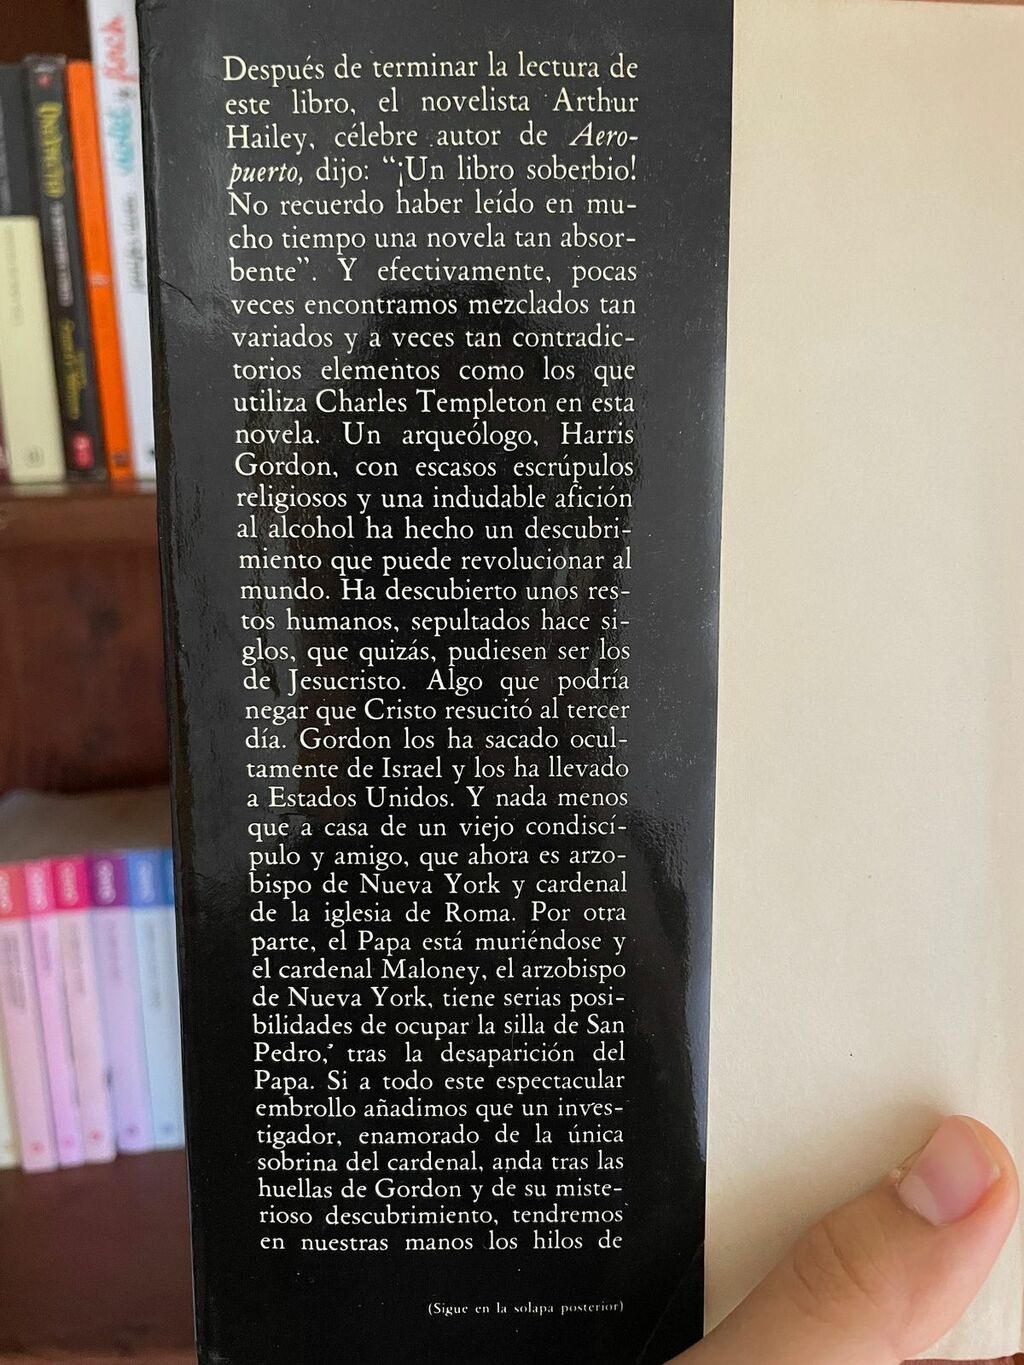 Después de terminar la lectura de
este libro, el novelista Arthur
Hailey, célebre autor de Aero-
puerto, dijo: “¡Un libro soberbio!
No recuerdo haber leído en mu-
cho tiempo una novela tan absor-
bente”. Y efectivamente, pocas
veces encontramos mezclados tan
variados y a veces tan contradic-
torios elementos como los que
utiliza Charles Templeton en esta
novela. Un arqueólogo, Harris
Gordon, con escasos escrúpulos
religiosos y una indudable afición
al alcohol ha hecho un descubri-
miento que puede revolucionar al
mundo. Ha descubierto unos res-
tos humanos, sepultados hace si-
glos, que quizás, pudiesen ser los
de Jesucristo. Algo que podría
negar que Cristo resucitó al tercer
día. Gordon los ha sacado ocul-
tamente de Israel y los ha llevado
a Estados Unidos. Y nada menos
que a casa de un viejo condiscí-
pulo y amigo, que ahora es arzo-
bispo de Nueva York y cardenal
de la iglesia de Roma. Por otra
parte, el Papa está muriéndose y
el cardenal Maloney, el arzobispo
de Nueva York, tiene serias posi-
bilidades de ocupar la silla de San
Pedro, tras la desaparición del
Papa. Si a todo este espectacular
embrollo añadimos que un inves-
tigador, enamorado de la única
sobrina del cardenal, anda tras las
huellas de Gordon y de su miste-
rioso descubrimiento, tendremos
en nuestras manos los hilos de
(Sigue en la solapa posterior)